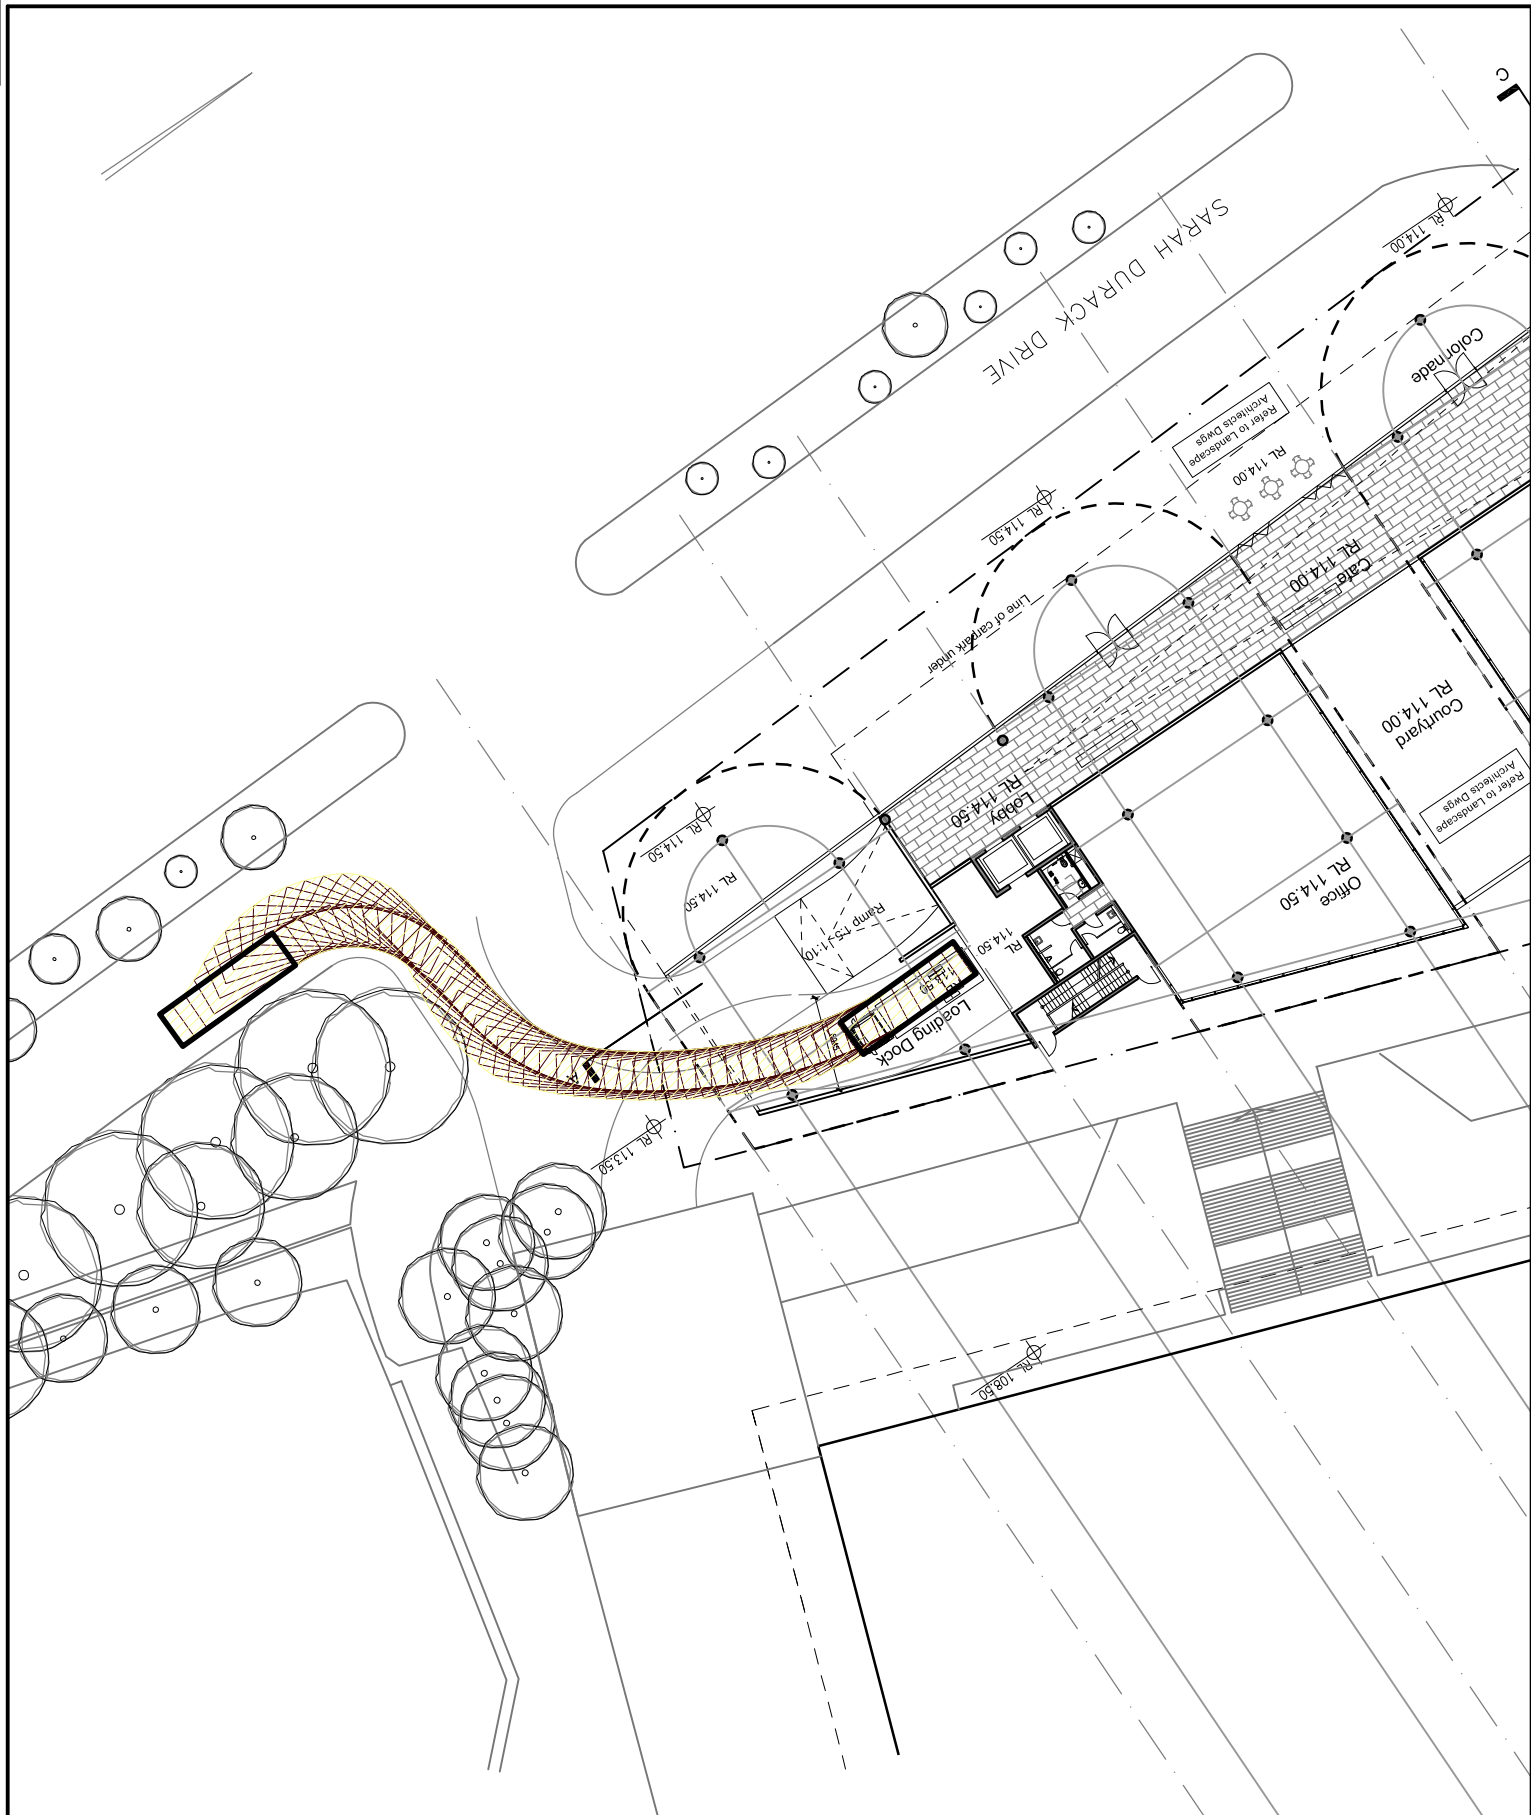 C
SARAH DURACK DRIVE
RL 114.00
Colonnade
Refer to Landscape
Architects Dwgs
RL 114.00
RL 114.50
Cafe
RL 114.00
Line of carpark under
Courtyard
RL 114.00
Refer to Landscape
Architects Dwgs
Lobby
RL 114.50
RL 114.50
RL 114.50
Office
RL 114.50
Ramp 1:5 (1:10)
RL
114.50
Loading Dock
A
RL 113.50
RL 108.50